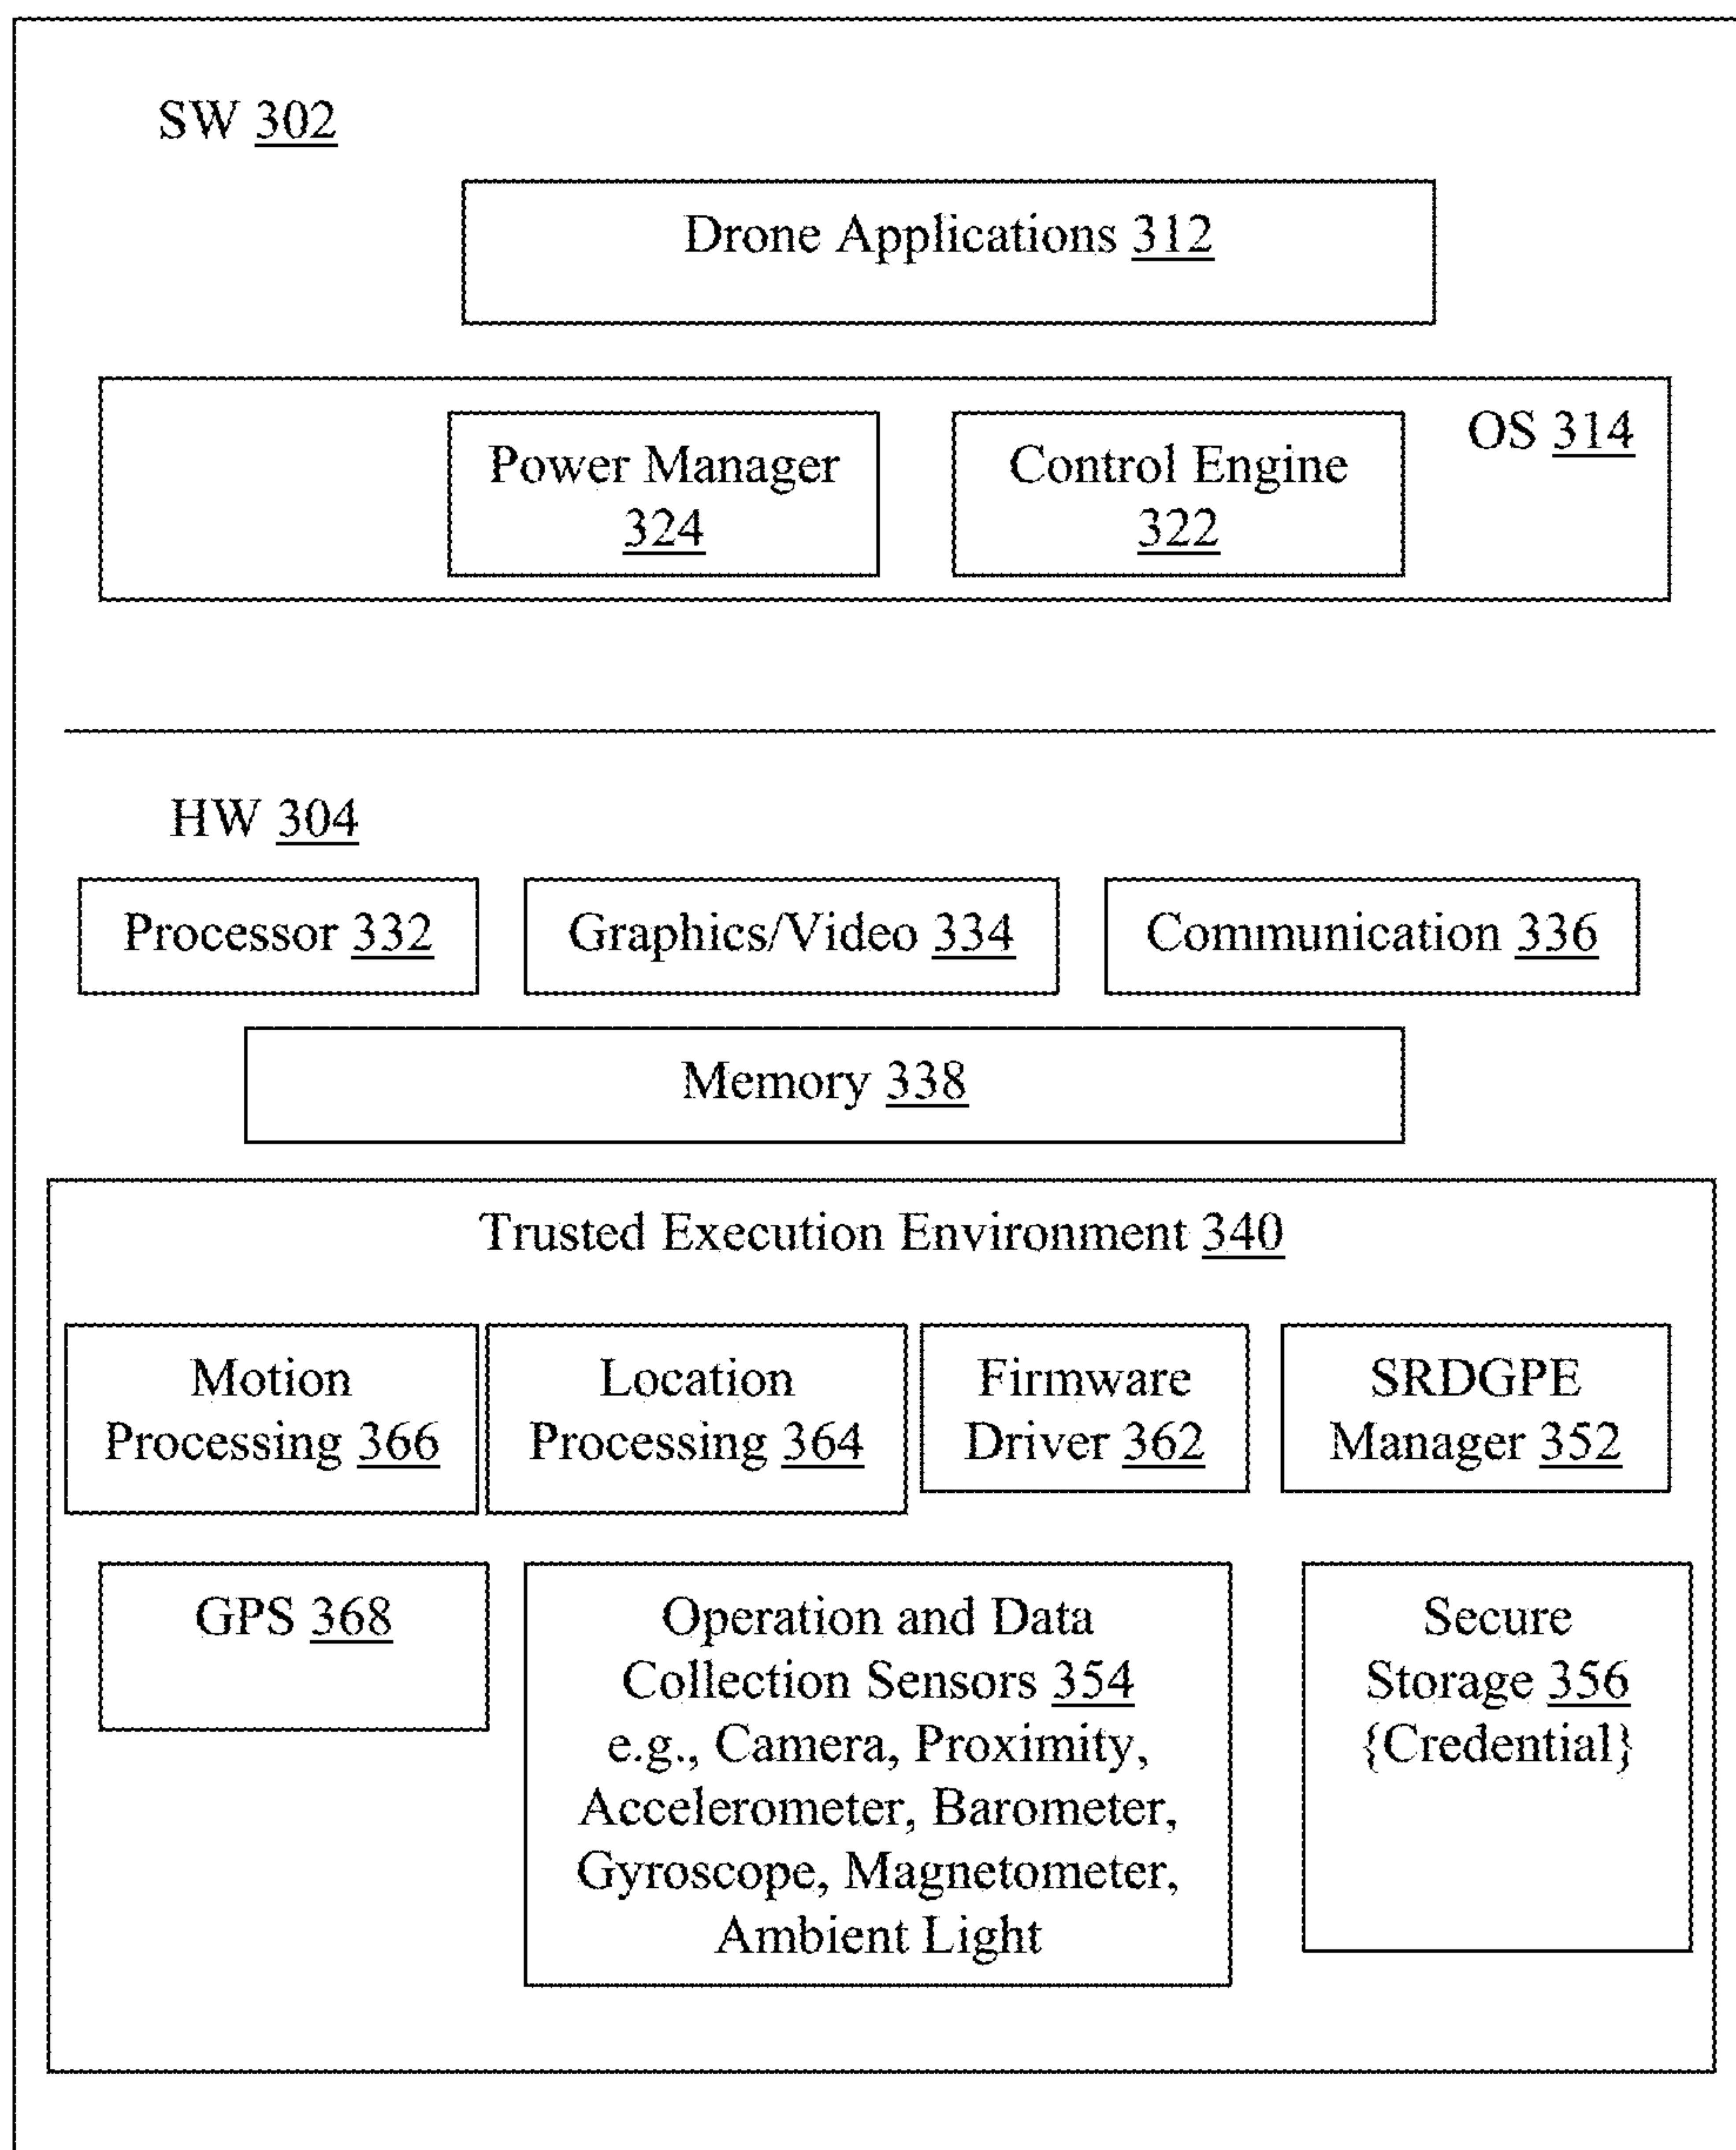 SW 302
Drone Applications 312
OS 314
Power Manager
324
Control Engine
322
HW 304
Processor 332
Graphics/Video 334
Communication 336
Memory 338
Trusted Execution Environment 340
Motion
Processing 366
Location
Processing 364
Firmware
Driver 362
SRDGPE
Manager 352
GPS 368
Operation and Data
Collection Sensors 354
e.g., Camera, Proximity,
Accelerometer, Barometer,
Gyroscope, Magnetometer,
Ambient Light
Secure
Storage 356
{Credential}